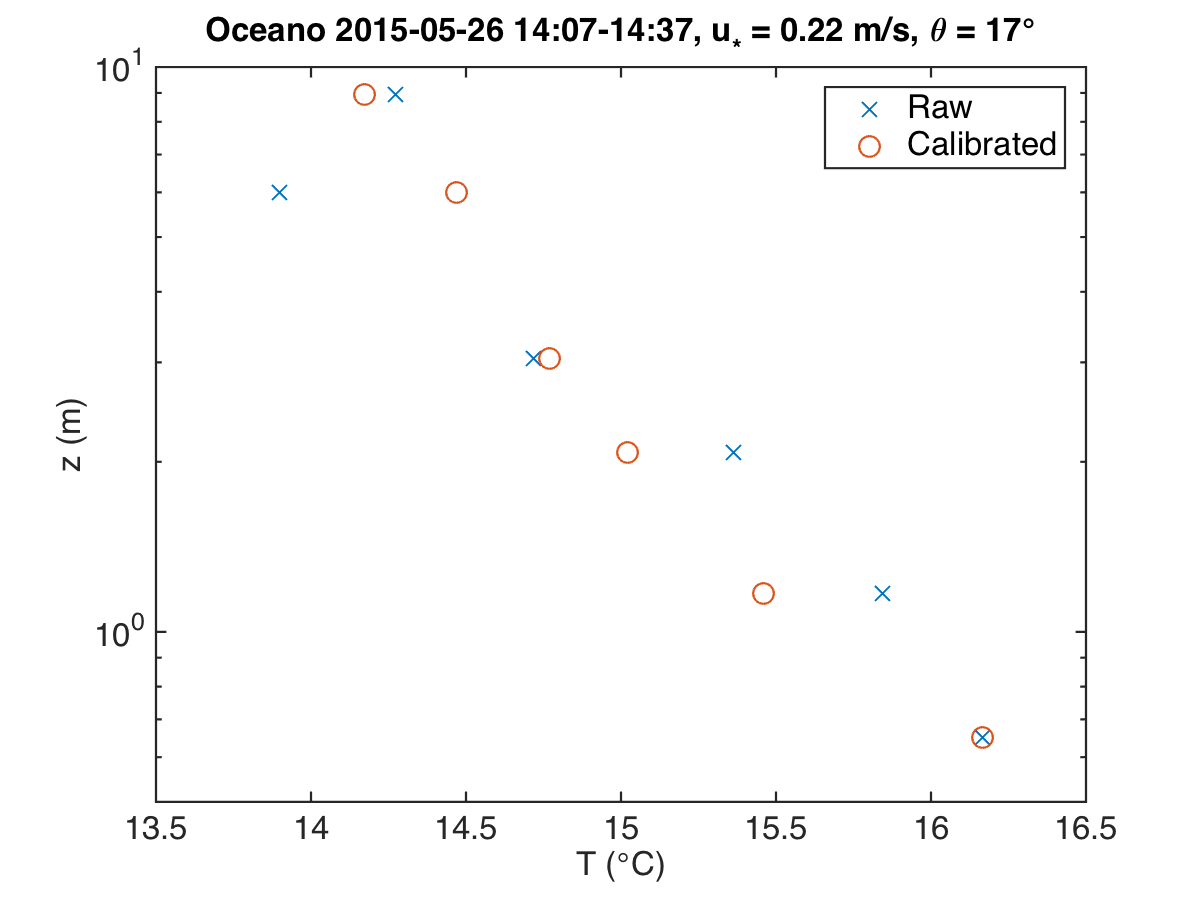 Oceano 2015-05-26 14:07-14:37, u* = 0.22 m/s, θ = 17°
Raw
Calibrated
10^1
10^0
z (m)
13.5 14 14.5 15 15.5 16 16.5
T (°C)